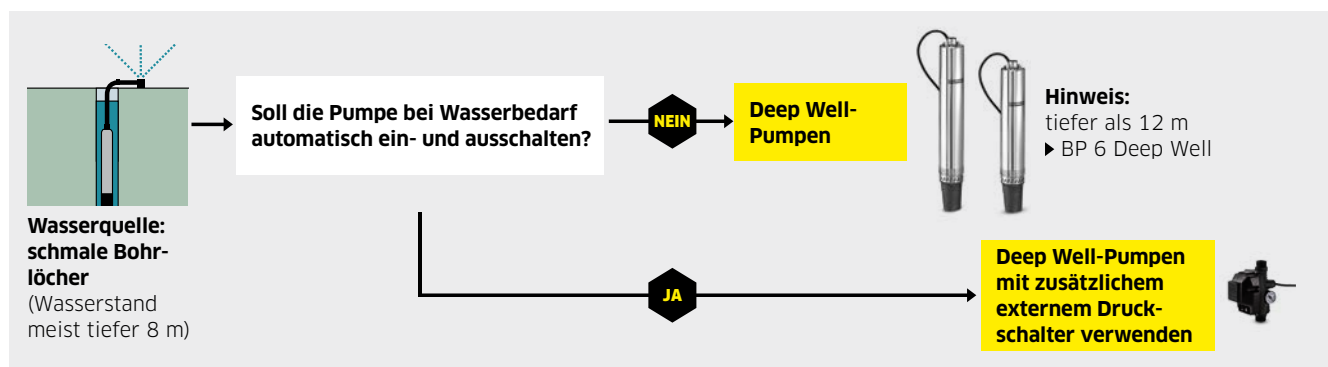 Wasserquelle:
schmale Bohr-
löcher
(Wasserstand
meist tiefer 8 m)
Soll die Pumpe bei Wasserbedarf
automatisch ein- und ausschalten?
NEIN
Deep Well-
Pumpen
Hinweis:
tiefer als 12 m
▶ BP 6 Deep Well
JA
Deep Well-Pumpen
mit zusätzlichem
externem Druck-
schalter verwenden